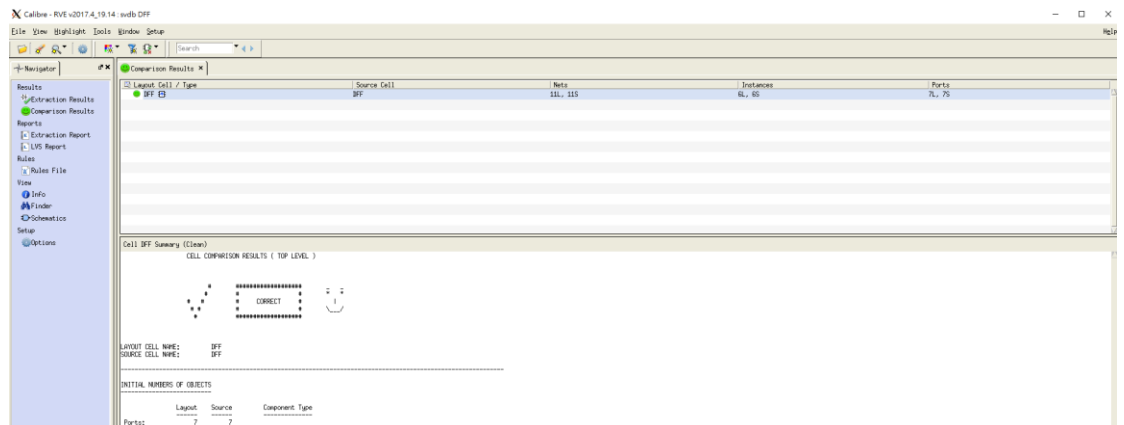 Calibre - RVE v2017.4_19.14 : svdb DFF
File View Highlight Tools Window Setup Help
Search
Navigator
Comparison Results
Layout Cell / Type Source Cell Nets Instances Ports
DFF DFF 11L, 11S 6L, 6S 7L, 7S
Results
Extraction Results
Comparison Results
Reports
Extraction Report
LVS Report
Rules
Rules File
View
Info
Finder
Schematics
Setup
Options
Cell DFF Summary (Clean)
CELL COMPARISON RESULTS ( TOP LEVEL )
CORRECT
LAYOUT CELL NAME: DFF
SOURCE CELL NAME: DFF
INITIAL NUMBERS OF OBJECTS
Layout Source Component Type
Ports: 7 7